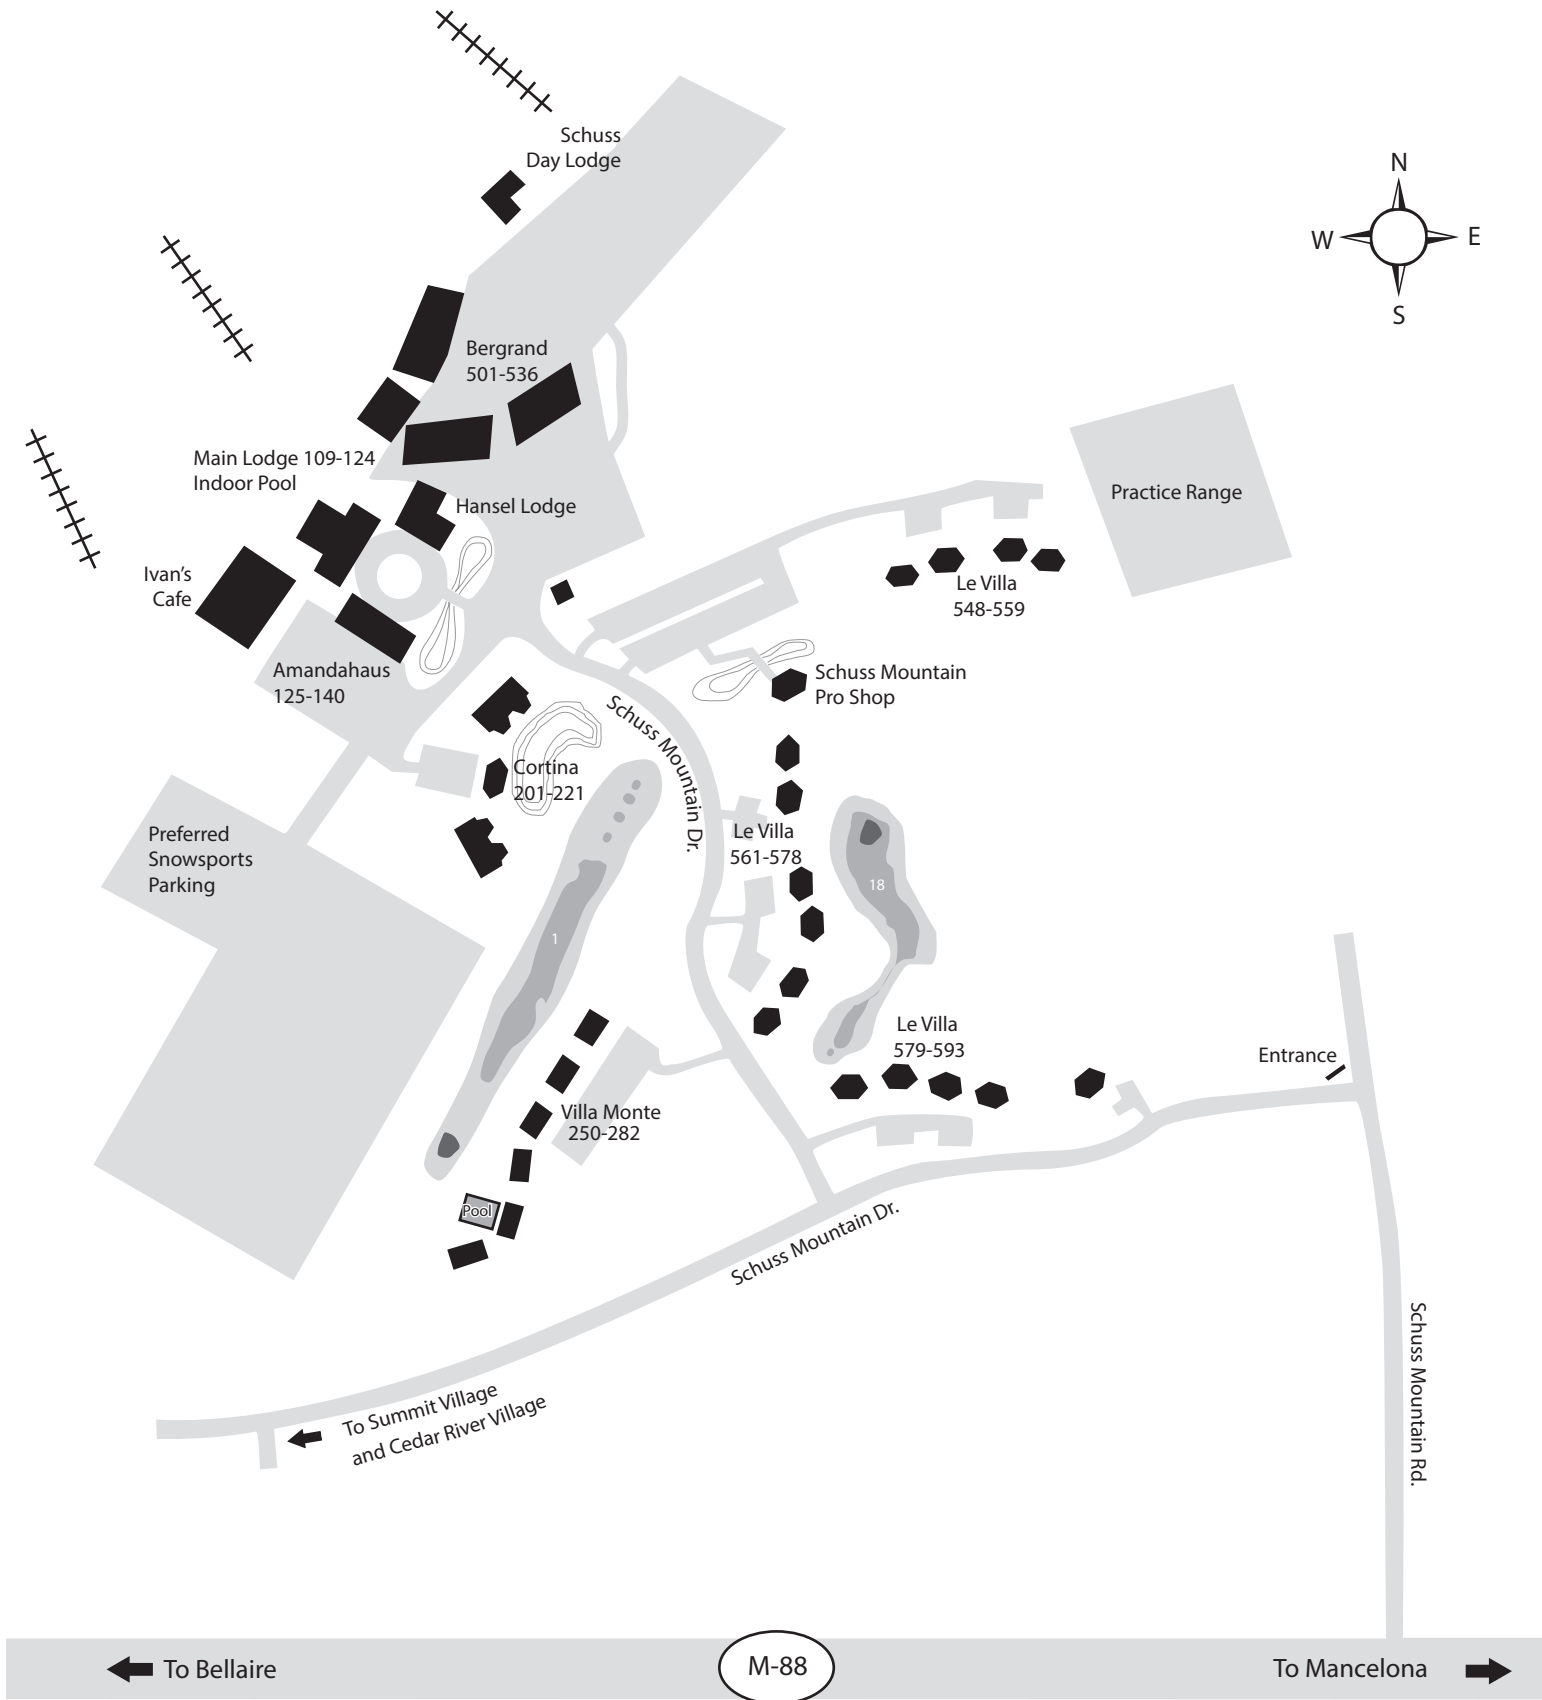 Schuss
Day Lodge
N
W
E
S
Bergrand
501-536
Main Lodge 109-124
Indoor Pool
Practice Range
Hansel Lodge
Ivan's
Cafe
Le Villa
548-559
Amandahaus
125-140
Schuss Mountain
Pro Shop
Schuss Mountain Dr.
Cortina
201-221
Preferred
Snowsports
Parking
Le Villa
561-578
18
1
Le Villa
579-593
Entrance
Villa Monte
250-282
Pool
Schuss Mountain Dr.
Schuss Mountain Rd.
To Summit Village
and Cedar River Village
To Bellaire
M-88
To Mancelona